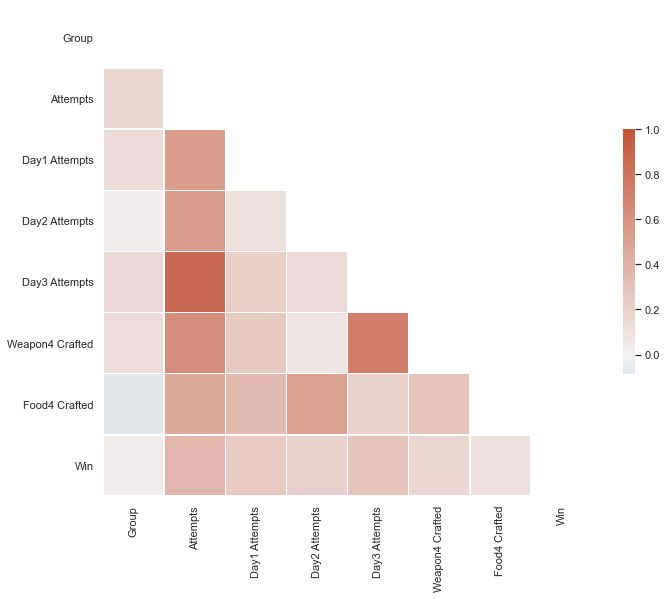 Group
Attempts
Day1 Attempts
Day2 Attempts
Day3 Attempts
Weapon4 Crafted
Food4 Crafted
Win
Group
Attempts
Day1 Attempts
Day2 Attempts
Day3 Attempts
Weapon4 Crafted
Food4 Crafted
Win
1.0
0.8
0.6
0.4
0.2
0.0